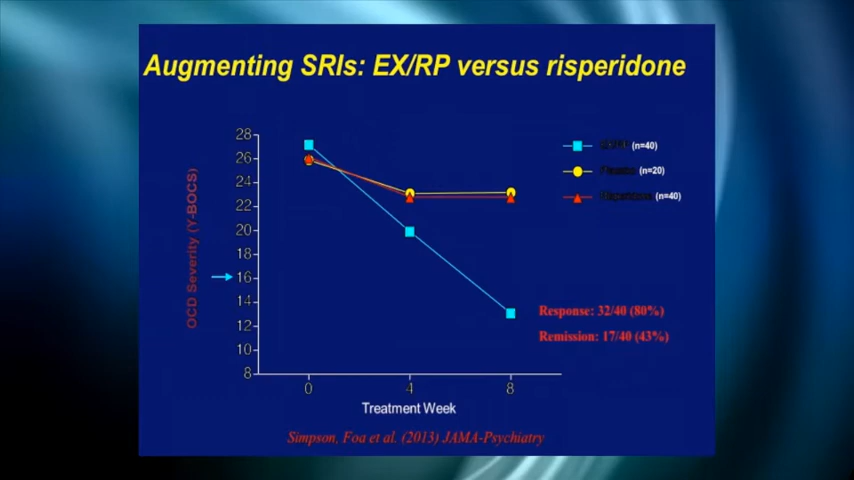 Augmenting SRIs: EX/RP versus risperidone
28
26
24
22
20
18
16
14
12
10
8
OCD Severity (Y-BOCS)
(n=40)
Placebo (n=20)
Risperidone (n=40)
Response: 32/40 (80%)
Remission: 17/40 (43%)
0 4 8
Treatment Week
Simpson, Foa et al. (2013) JAMA-Psychiatry